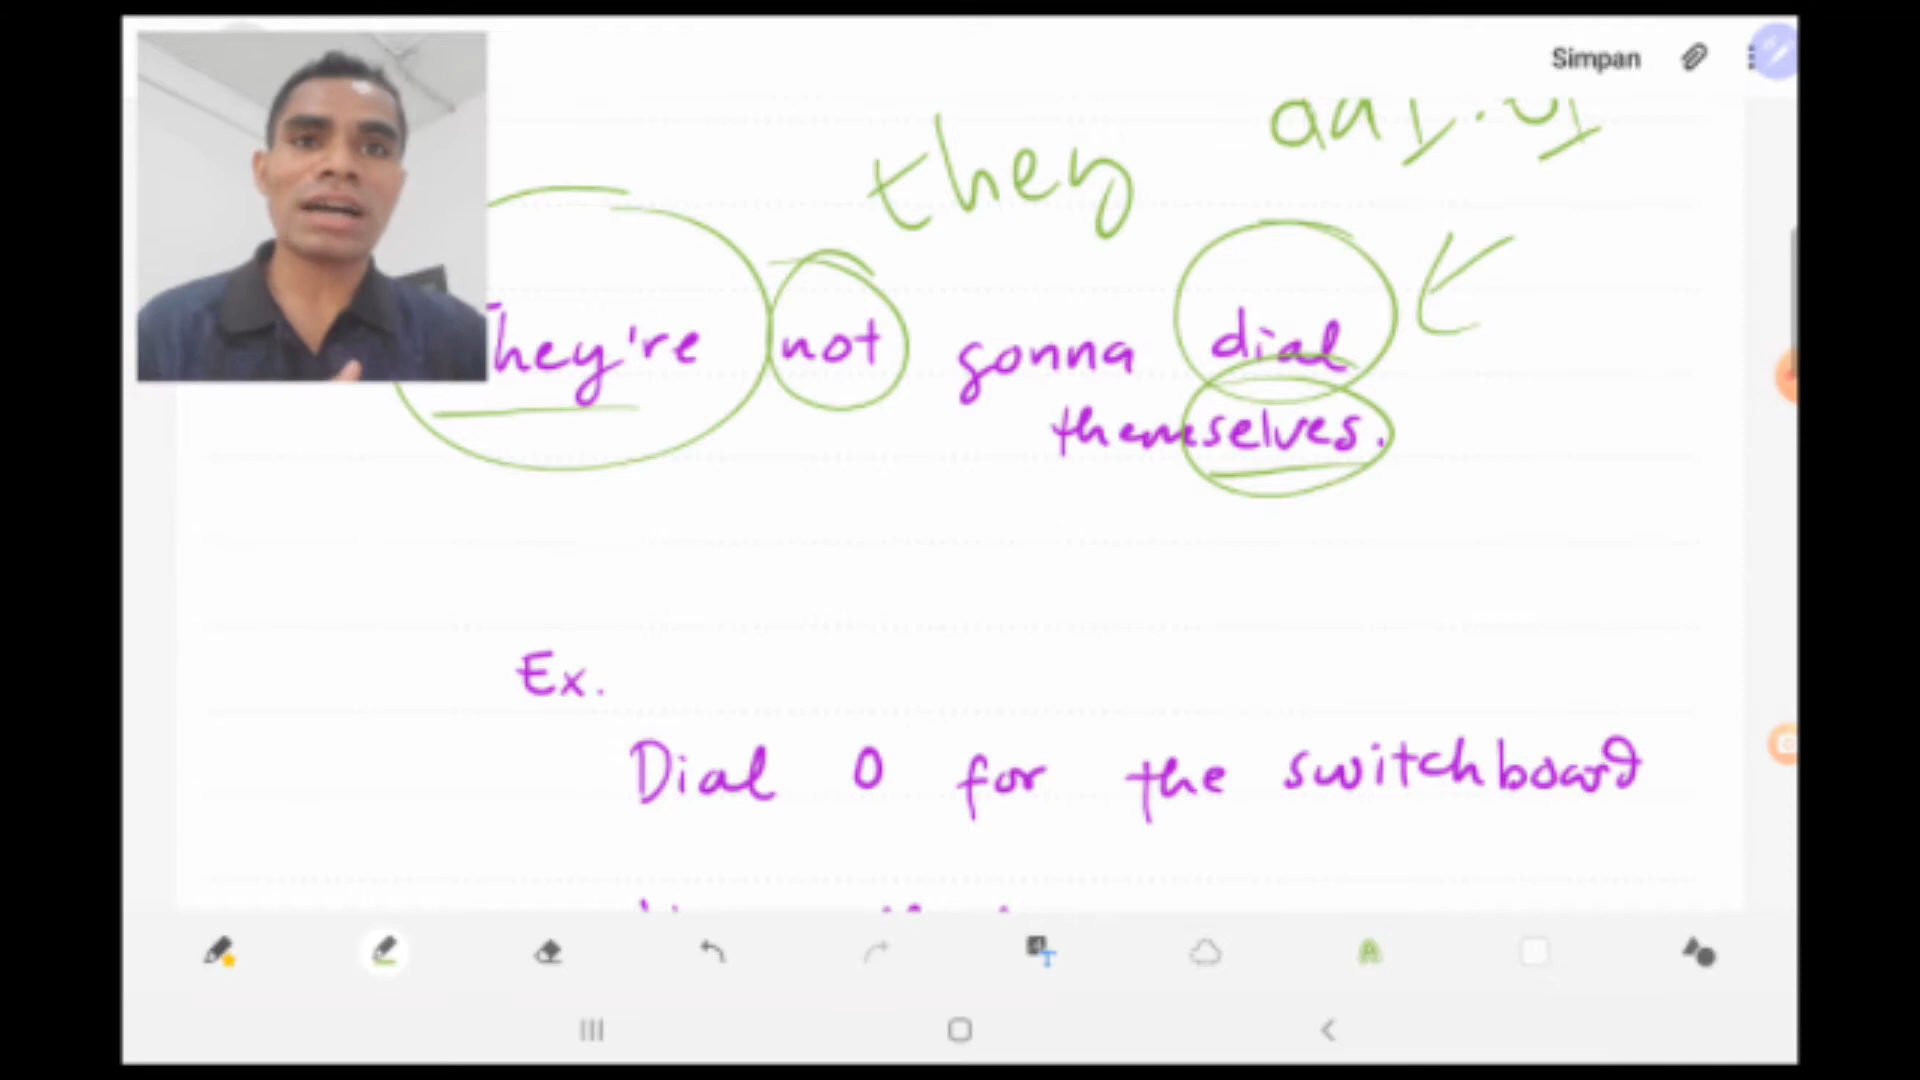 Simpan
they
They're not gonna dial
themselves.
Ex.
Dial 0 for the switchboard